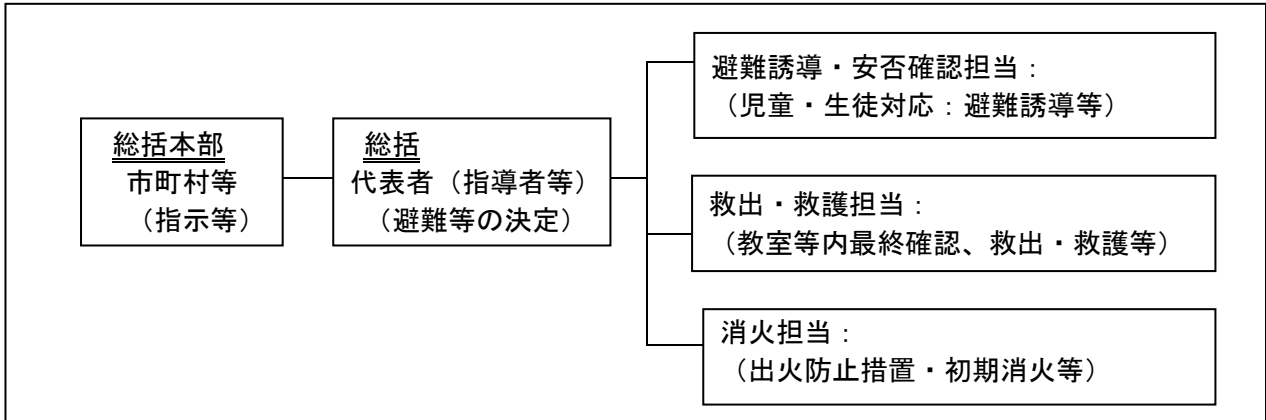 総括本部
市町村等
（指示等）
総括
代表者（指導者等）
（避難等の決定）
避難誘導・安否確認担当：
（児童・生徒対応：避難誘導等）
救出・救護担当：
（教室等内最終確認、救出・救護等）
消火担当：
（出火防止措置・初期消火等）